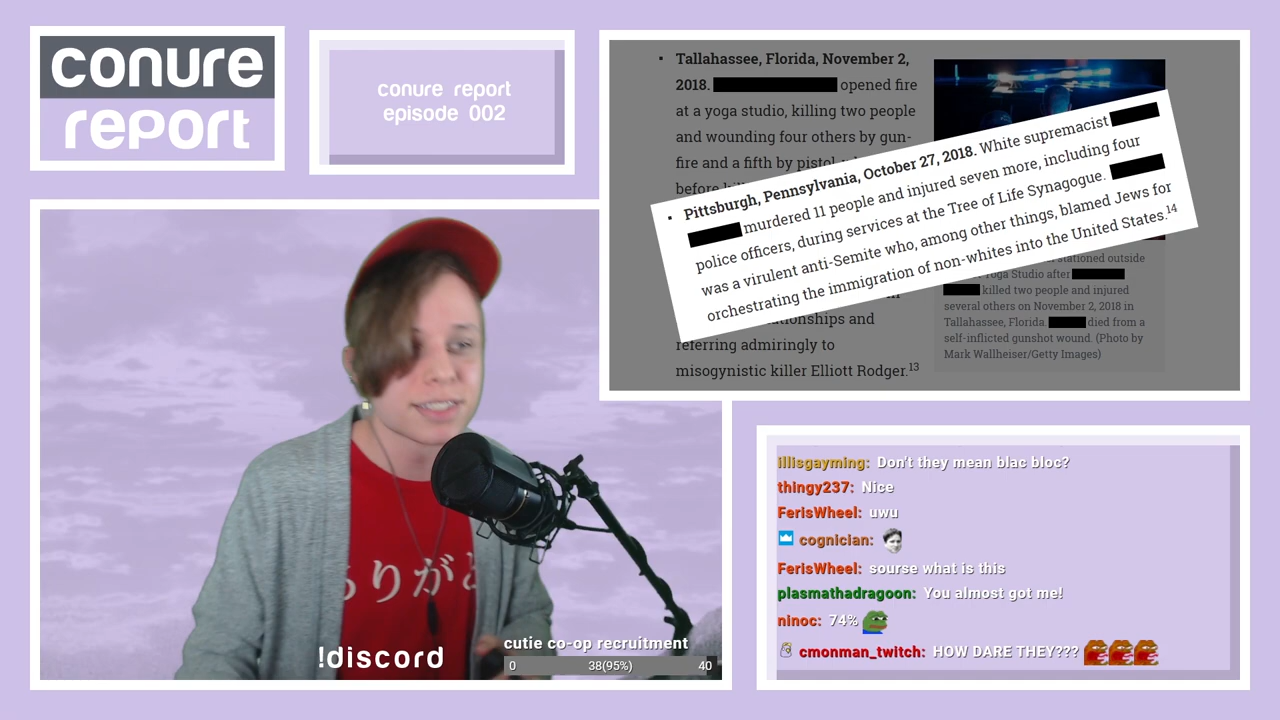 conure
report
conure report
episode 002
Tallahassee, Florida, November 2,
2018. opened fire
at a yoga studio, killing two people
and wounding four others by gun-
fire and a fifth by pistol
before
Pittsburgh, Pennsylvania, October 27, 2018. White supremacist
murdered 11 people and injured seven more, including four
police officers, during services at the Tree of Life Synagogue.
was a virulent anti-Semite who, among other things, blamed Jews for
orchestrating the immigration of non-whites into the United States.14
and
referring admiringly to
misogynistic killer Elliott Rodger.13
stationed outside
Yoga Studio after
killed two people and injured
several others on November 2, 2018 in
Tallahassee, Florida. died from a
self-inflicted gunshot wound. (Photo by
Mark Wallheiser/Getty Images)
ありがと
!discord
cutie co-op recruitment
0 38(95%) 40
illisgayming: Don't they mean blac bloc?
thingy237: Nice
FerisWheel: uwu
cognician:
FerisWheel: sourse what is this
plasmathadragoon: You almost got me!
ninoc: 74%
cmonman_twitch: HOW DARE THEY???